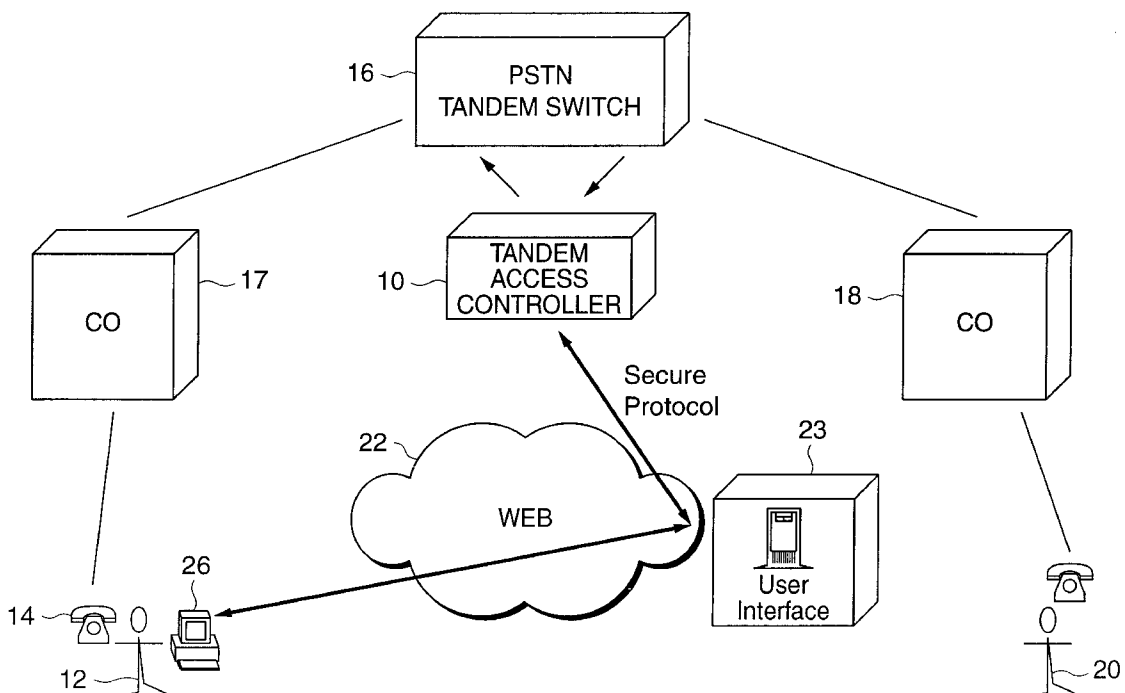 16
PSTN
TANDEM SWITCH
17
CO
10
TANDEM
ACCESS
CONTROLLER
18
CO
Secure
Protocol
22
WEB
23
User
Interface
26
14
12
20